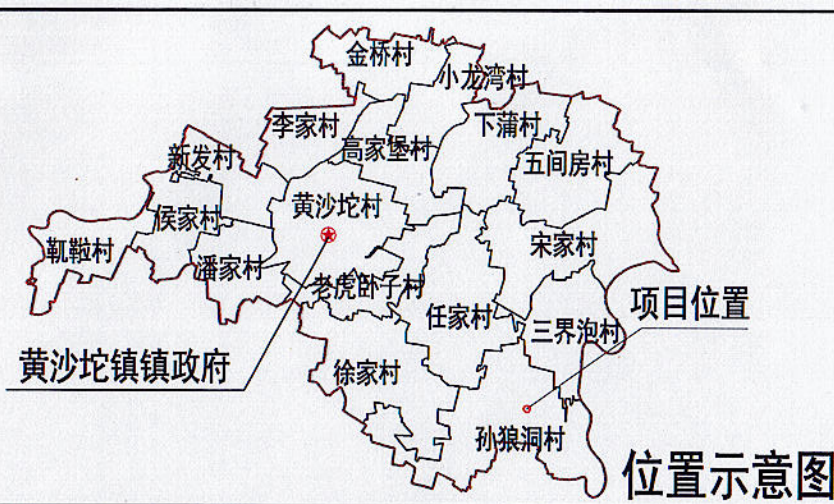 金桥村
小龙湾村
李家村
下蒲村
高家堡村
新发村
五间房村
黄沙坨村
侯家村
靰鞡村
宋家村
潘家村
老虎卧子村
项目位置
任家村
三界泡村
黄沙坨镇镇政府
徐家村
孙狼洞村
位置示意图